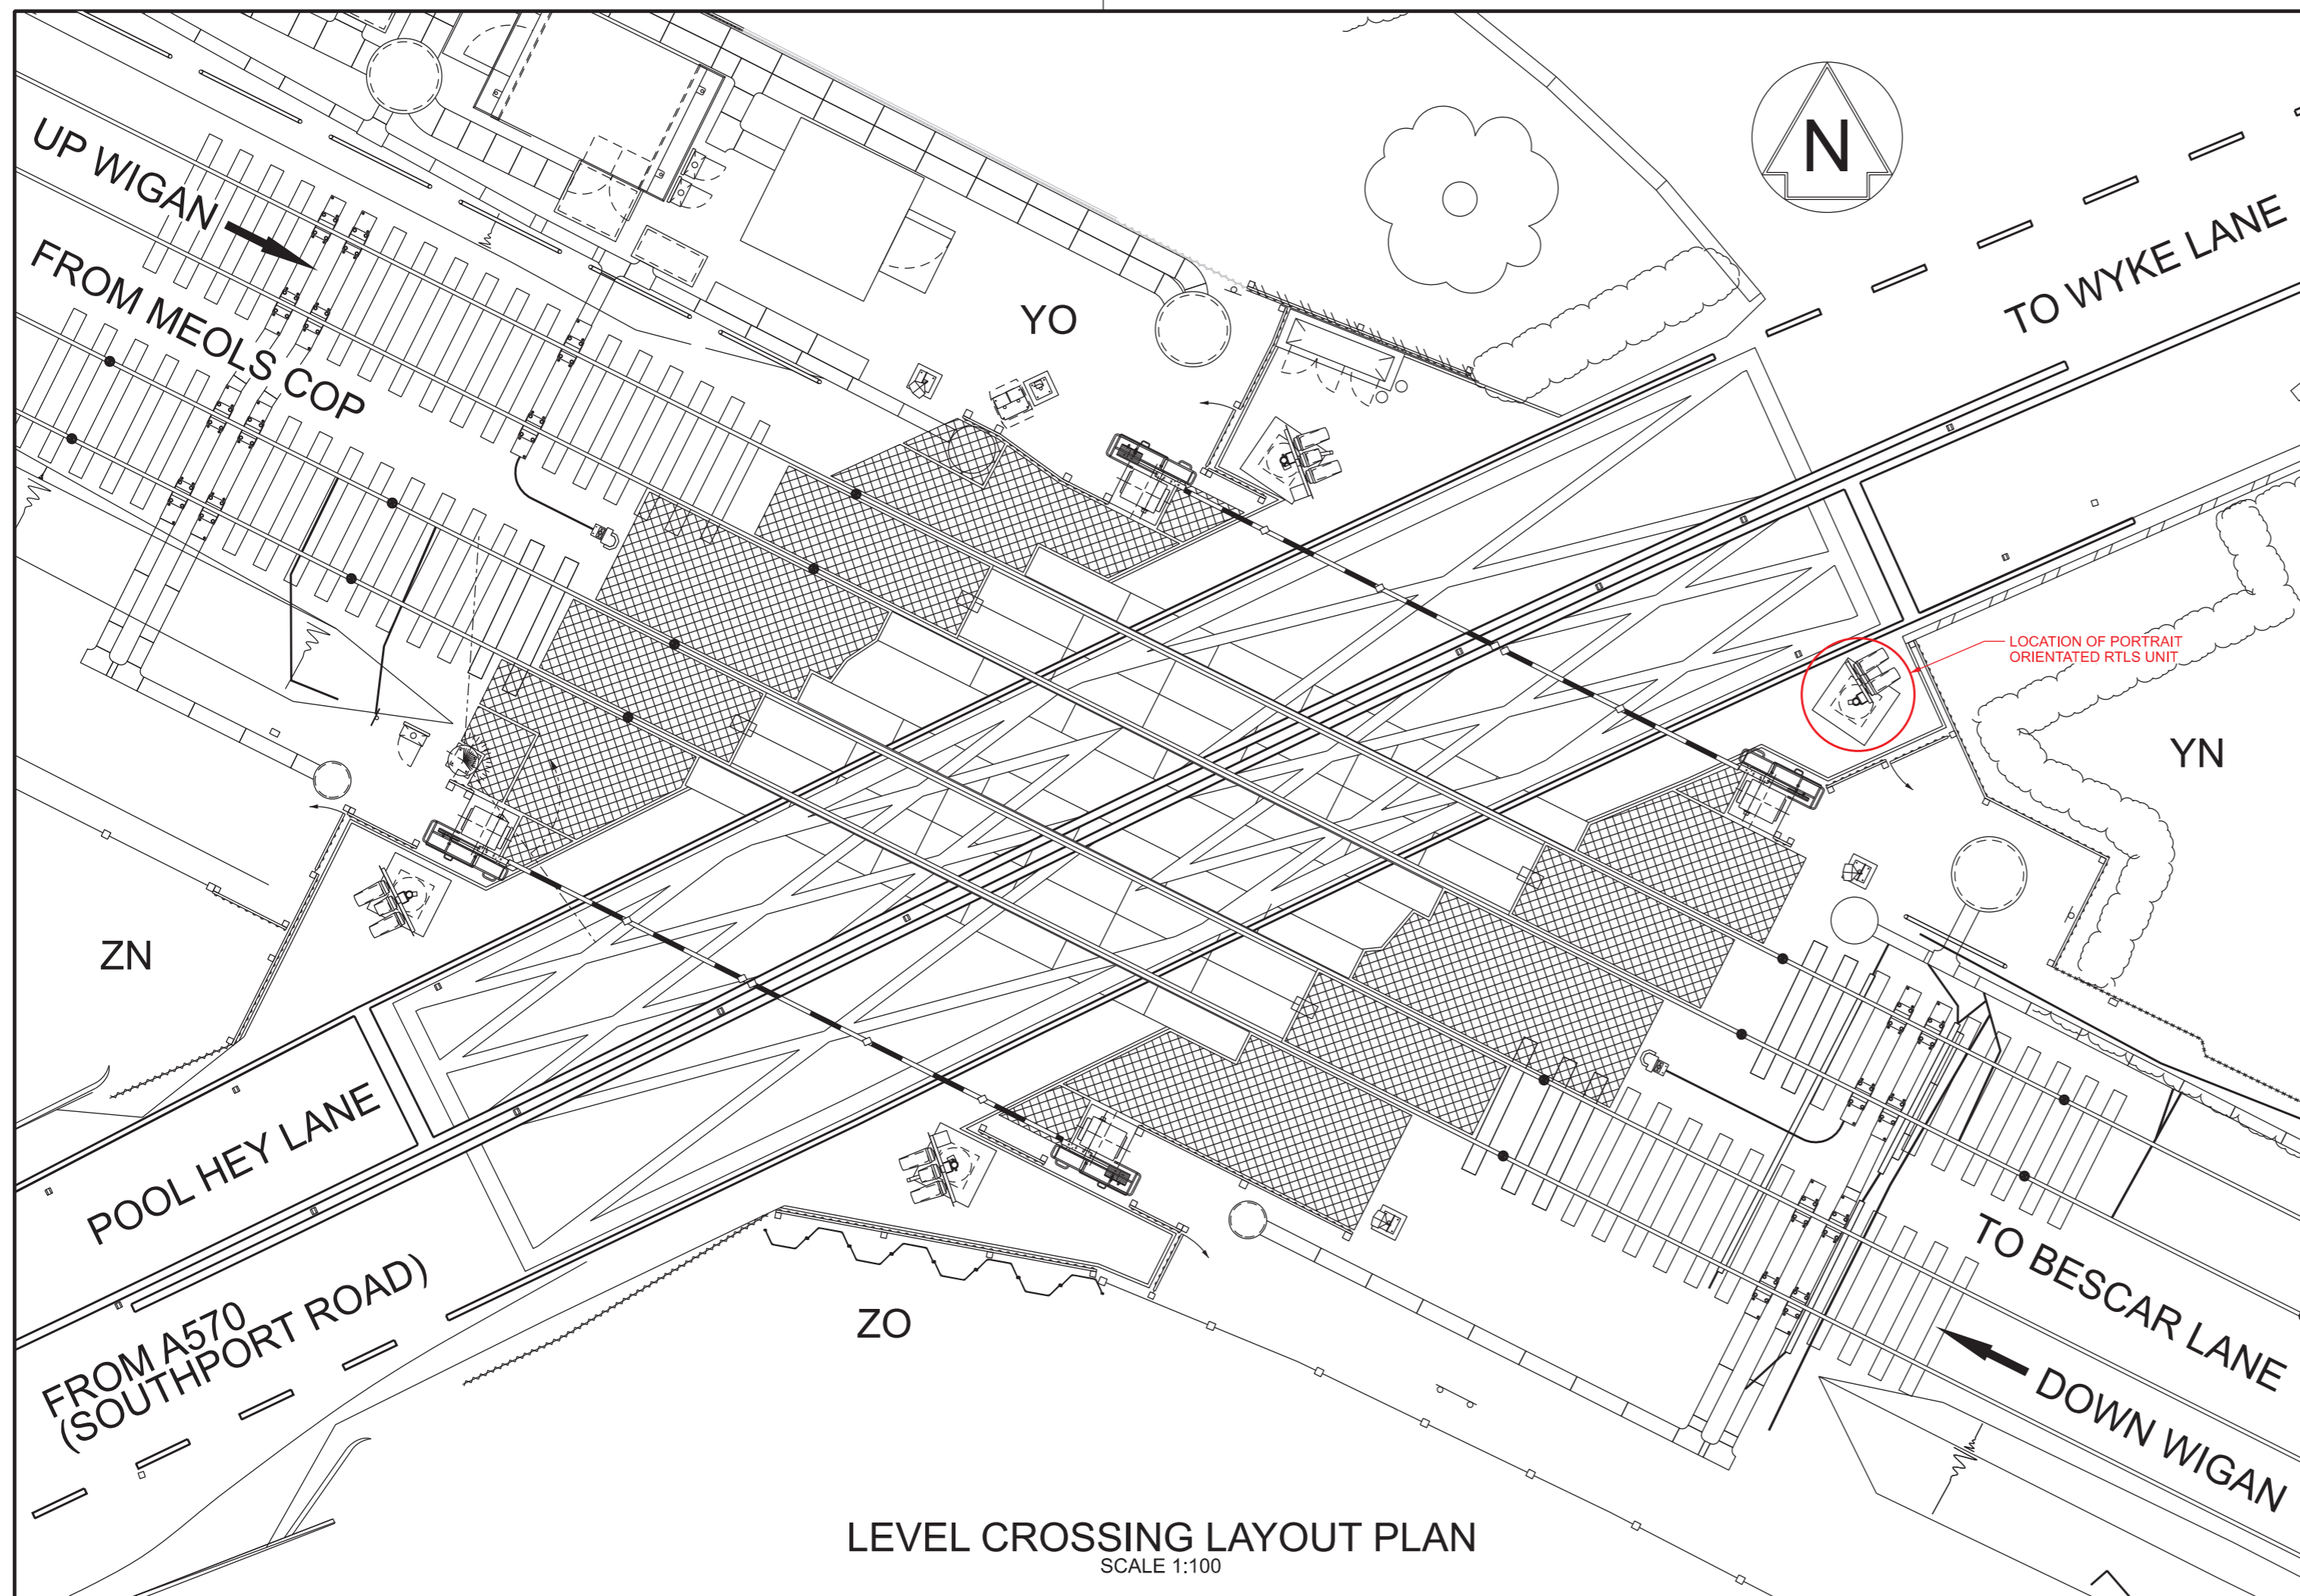 N
UP WIGAN
FROM MEOLS COP
YO
TO WYKE LANE
LOCATION OF PORTRAIT
ORIENTATED RTLS UNIT
YN
ZN
POOL HEY LANE
FROM A570
(SOUTHPORT ROAD)
ZO
TO BESCAR LANE
DOWN WIGAN
LEVEL CROSSING LAYOUT PLAN
SCALE 1:100